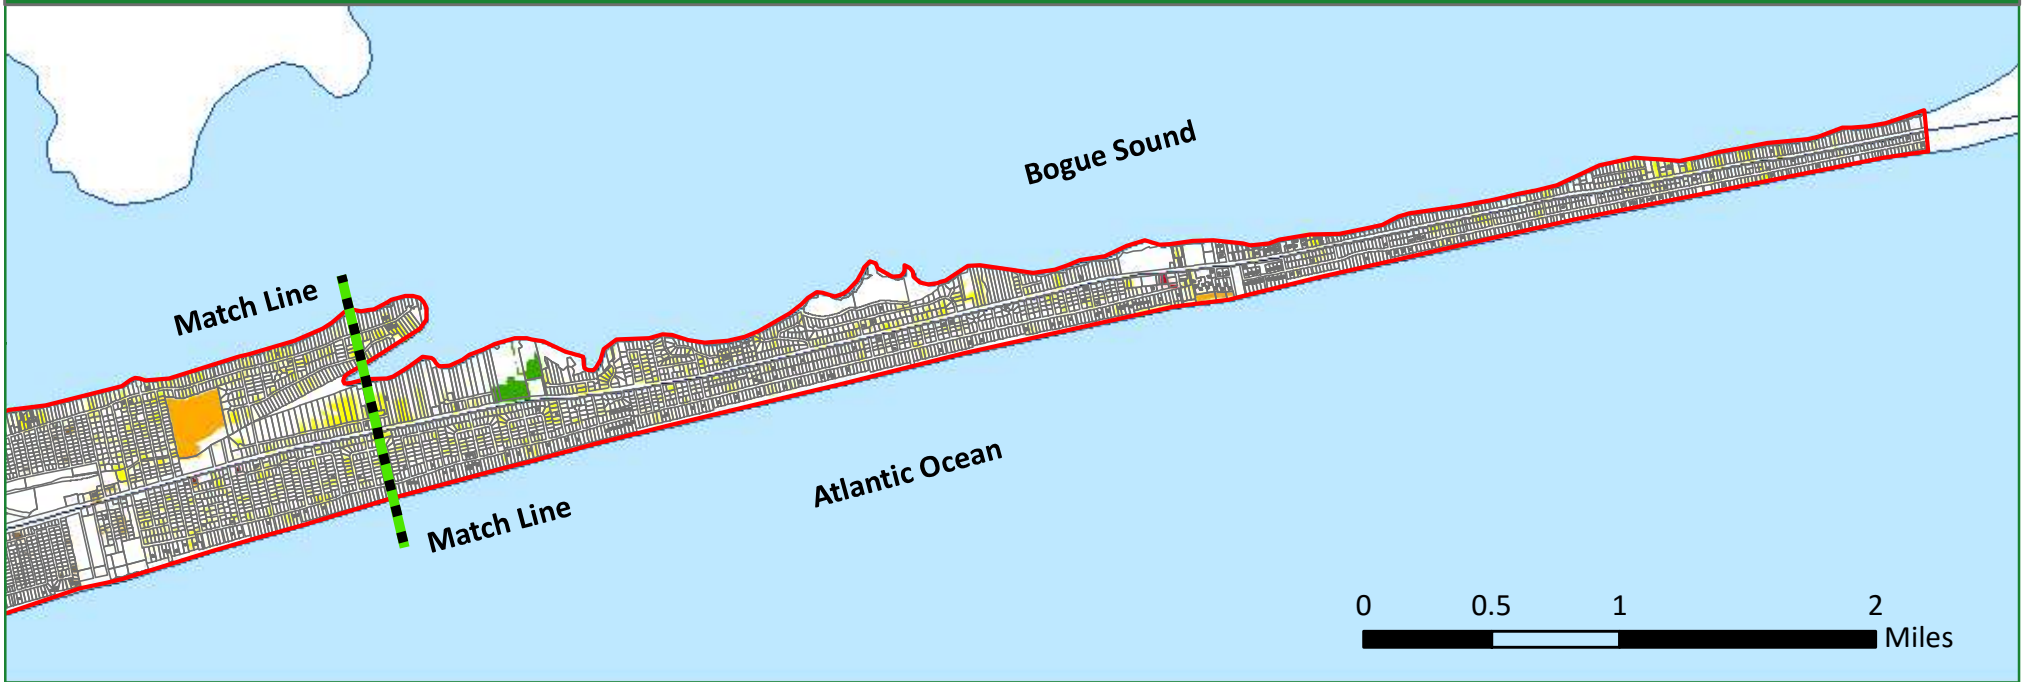 Bogue Sound
Match Line
Atlantic Ocean
Match Line
0 0.5 1 2
Miles